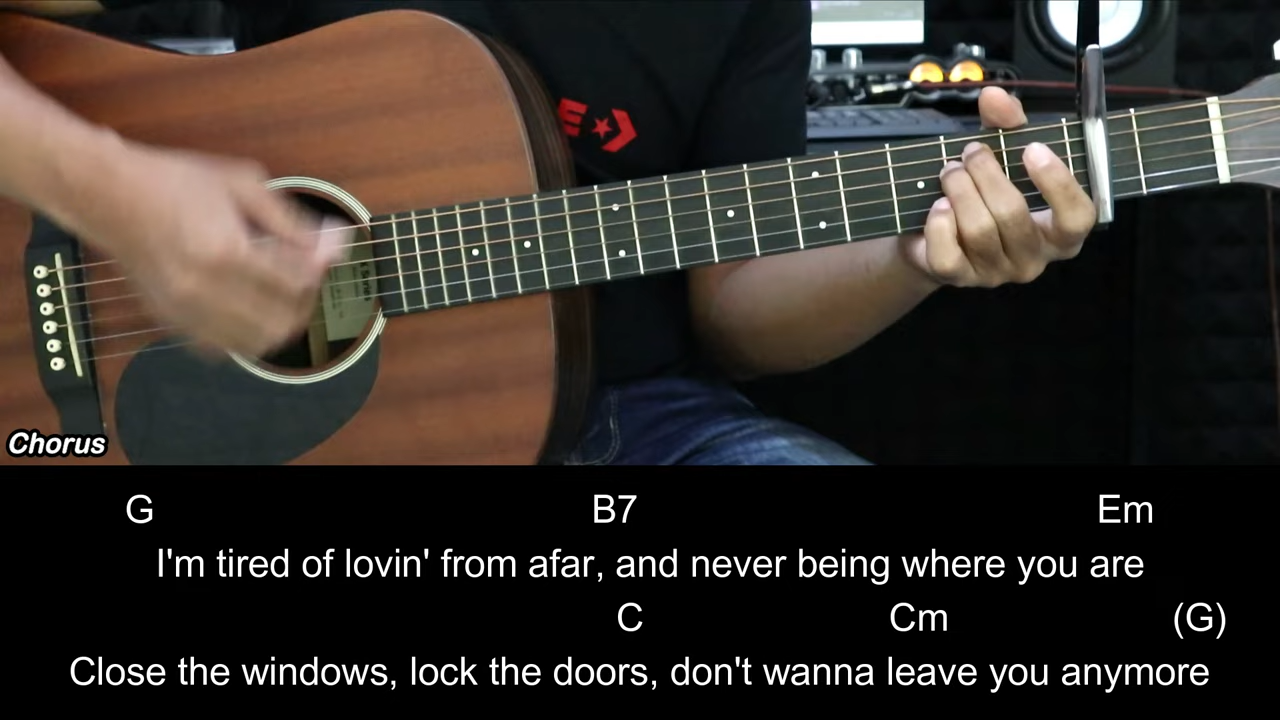 Chorus
G B7 Em
I'm tired of lovin' from afar, and never being where you are
C Cm (G)
Close the windows, lock the doors, don't wanna leave you anymore